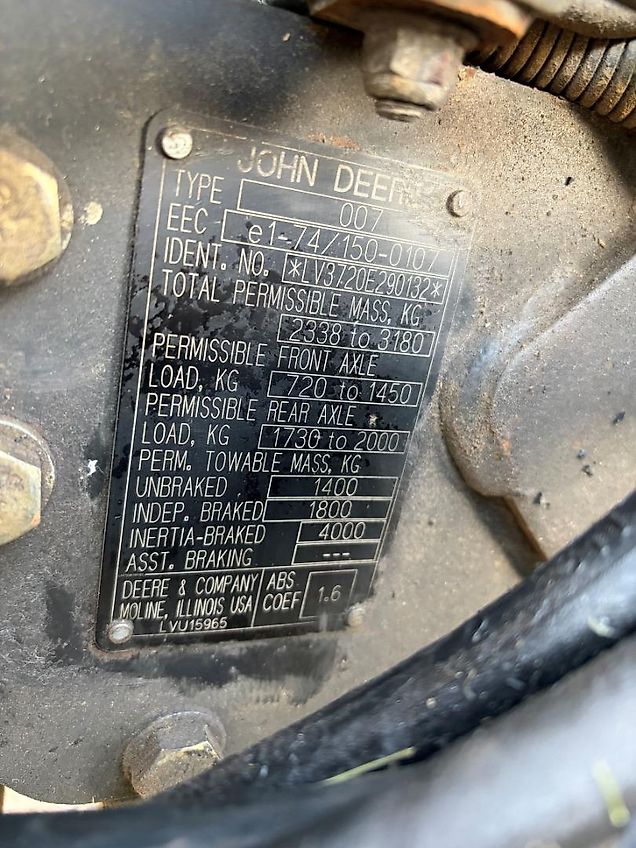 JOHN DEERE
TYPE 007
EEC e1-74/150-0107
IDENT. NO. *LV3720E290132*
TOTAL PERMISSIBLE MASS, KG
2338 to 3180
PERMISSIBLE FRONT AXLE
LOAD, KG 720 to 1450
PERMISSIBLE REAR AXLE
LOAD, KG 1730 to 2000
PERM. TOWABLE MASS, KG
UNBRAKED 1400
INDEP. BRAKED 1800
INERTIA-BRAKED 4000
ASST. BRAKING ---
DEERE & COMPANY ABS.
MOLINE, ILLINOIS USA COEF 1.6
LVU15965